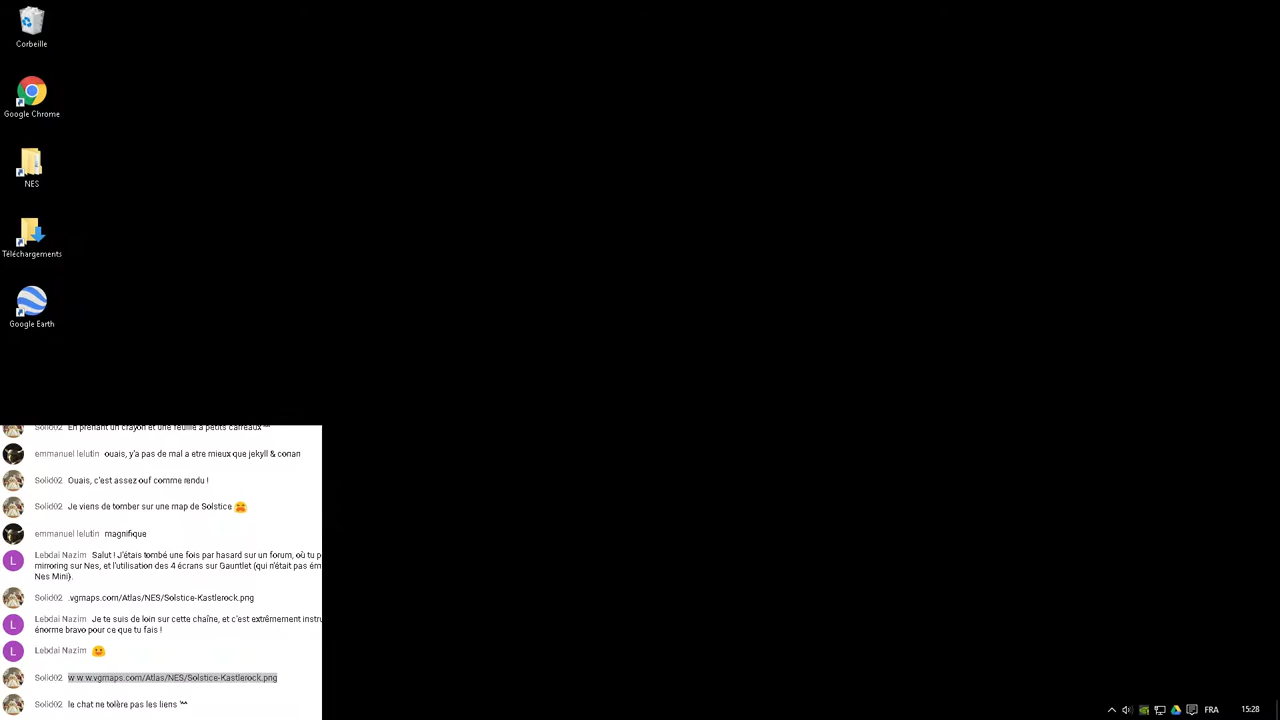 Corbeille
Google Chrome
NES
Téléchargements
Google Earth
Solid02 En prenant un crayon et une feuille à petits carreaux ^^
emmanuel lelutin ouais, y'a pas de mal a etre mieux que jekyll & conan
Solid02 Ouais, c'est assez ouf comme rendu !
Solid02 Je viens de tomber sur une map de Solstice
emmanuel lelutin magnifique
L Lebdai Nazim Salut ! J'étais tombé une fois par hasard sur un forum, où tu p
mirroring sur Nes, et l'utilisation des 4 écrans sur Gauntlet (qui n'était pas ém
Nes Mini).
Solid02 .vgmaps.com/Atlas/NES/Solstice-Kastlerock.png
L Lebdai Nazim Je te suis de loin sur cette chaîne, et c'est extrêmement instru
énorme bravo pour ce que tu fais !
L Lebdai Nazim
Solid02 w w w.vgmaps.com/Atlas/NES/Solstice-Kastlerock.png
Solid02 le chat ne tolère pas les liens ^^
FRA
15:28